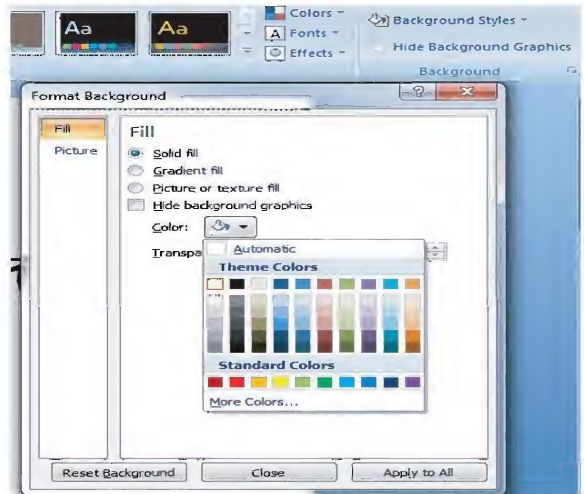 Aa Aa
Colors
A Fonts
Effects
Background Styles
Hide Background Graphics
Background
Format Background
?
Fill
Picture
Fill
Solid fill
Gradient fill
Picture or texture fill
Hide background graphics
Color:
Transpa
Automatic
Theme Colors
Standard Colors
More Colors...
Reset Background Close Apply to All